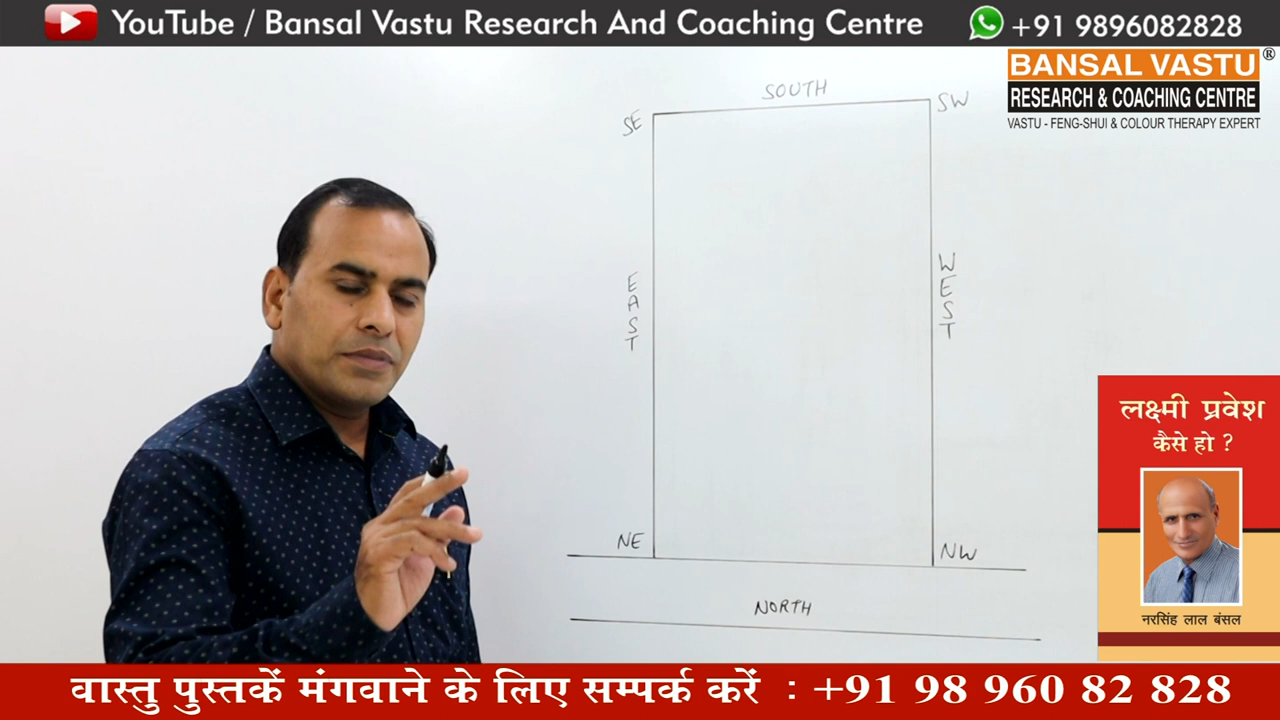 YouTube / Bansal Vastu Research And Coaching Centre
+91 9896082828
BANSAL VASTU®
RESEARCH & COACHING CENTRE
VASTU - FENG-SHUI & COLOUR THERAPY EXPERT
SOUTH
SE
SW
EAST
WEST
NE
NW
NORTH
लक्ष्मी प्रवेश
कैसे हो ?
नरसिंह लाल बंसल
वास्तु पुस्तकें मंगवाने के लिए सम्पर्क करें : +91 98 960 82 828